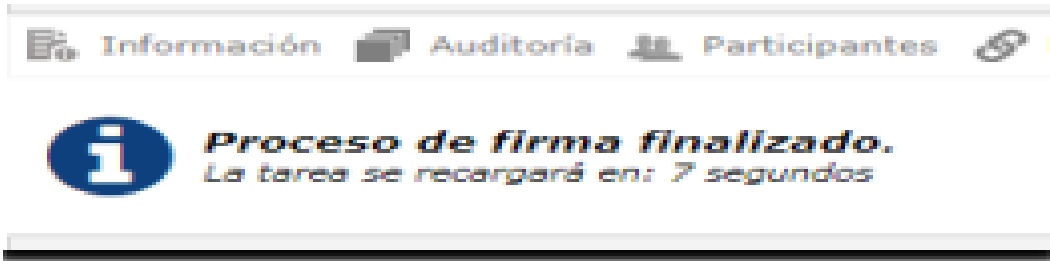 Información Auditoría Participantes
Proceso de firma finalizado.
La tarea se recargará en: 7 segundos